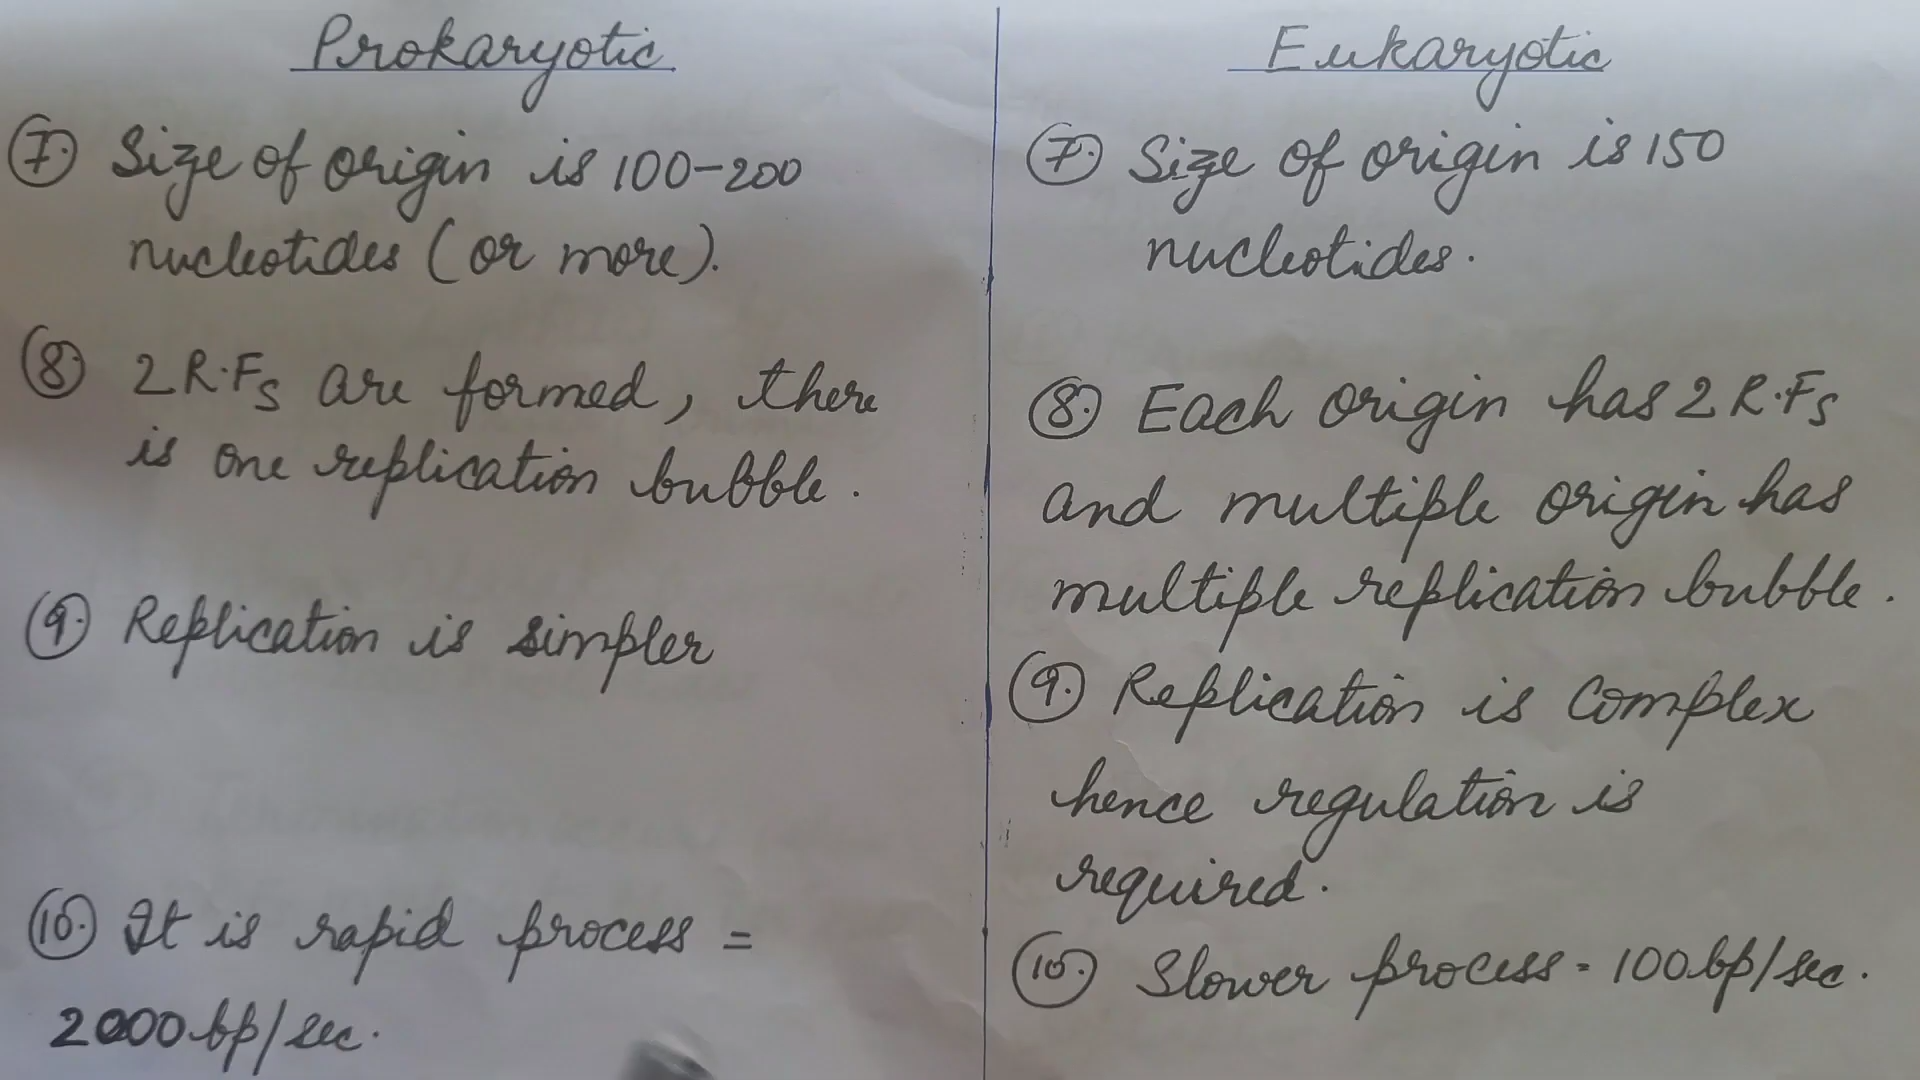 Prokaryotic
7. Size of origin is 100-200
nucleotides (or more).
8. 2 R.Fs are formed, there
is one replication bubble.
9. Replication is simpler
10. It is rapid process =
2000 bp/sec.
Eukaryotic
7. Size of origin is 150
nucleotides.
8. Each origin has 2 R.Fs
and multiple origin has
multiple replication bubble.
9. Replication is Complex
hence regulation is
required.
10. Slower process - 100 bp/sec.